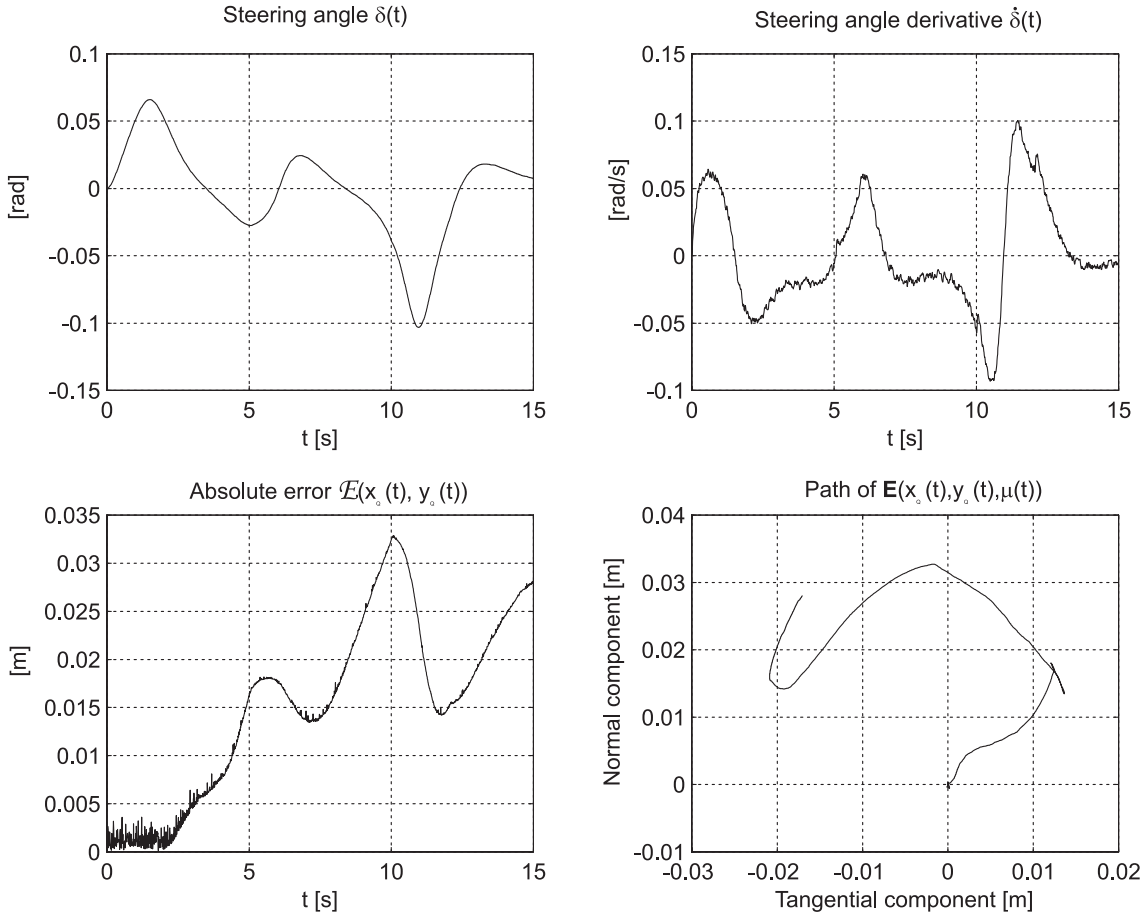 Steering angle δ(t)
0.1
0.05
0
-0.05
-0.1
-0.15
[rad]
0 5 10 15
t [s]
Steering angle derivative δ̇(t)
0.15
0.1
0.05
0
-0.05
-0.1
[rad/s]
0 5 10 15
t [s]
Absolute error ℰ(x (t), y (t))
0.035
0.03
0.025
0.02
0.015
0.01
0.005
0
[m]
0 5 10 15
t [s]
Path of E(x (t),y (t),μ(t))
0.04
0.03
0.02
0.01
0
-0.01
Normal component [m]
-0.03 -0.02 -0.01 0 0.01 0.02
Tangential component [m]